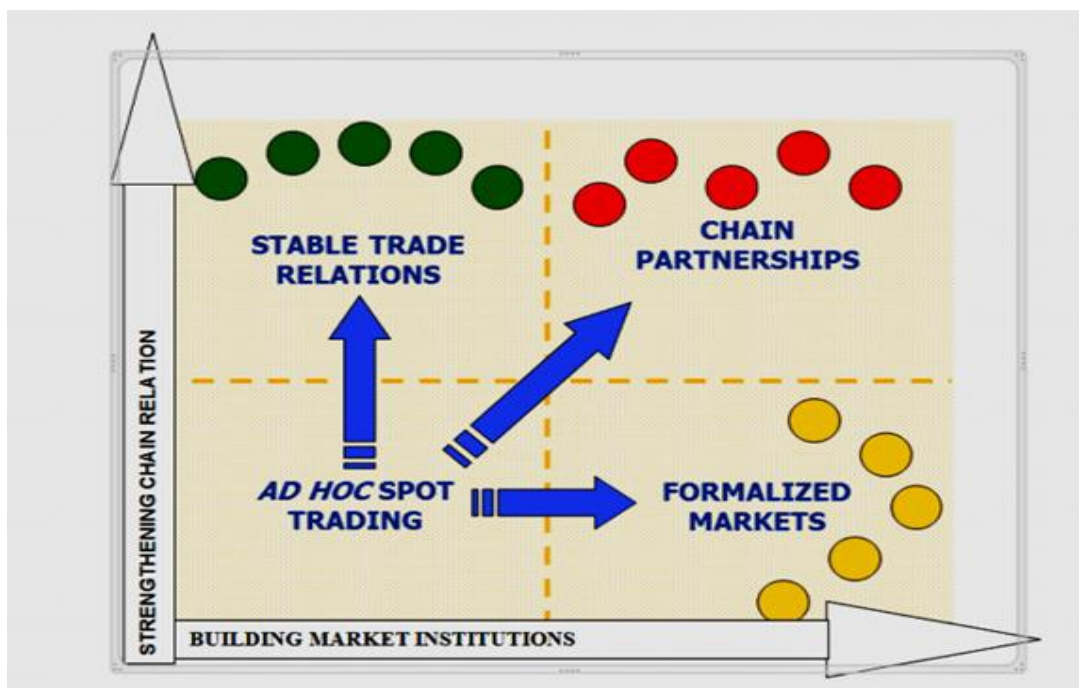 STABLE TRADE
RELATIONS
CHAIN
PARTNERSHIPS
STRENGTHENING CHAIN RELATION
AD HOC SPOT
TRADING
FORMALIZED
MARKETS
BUILDING MARKET INSTITUTIONS